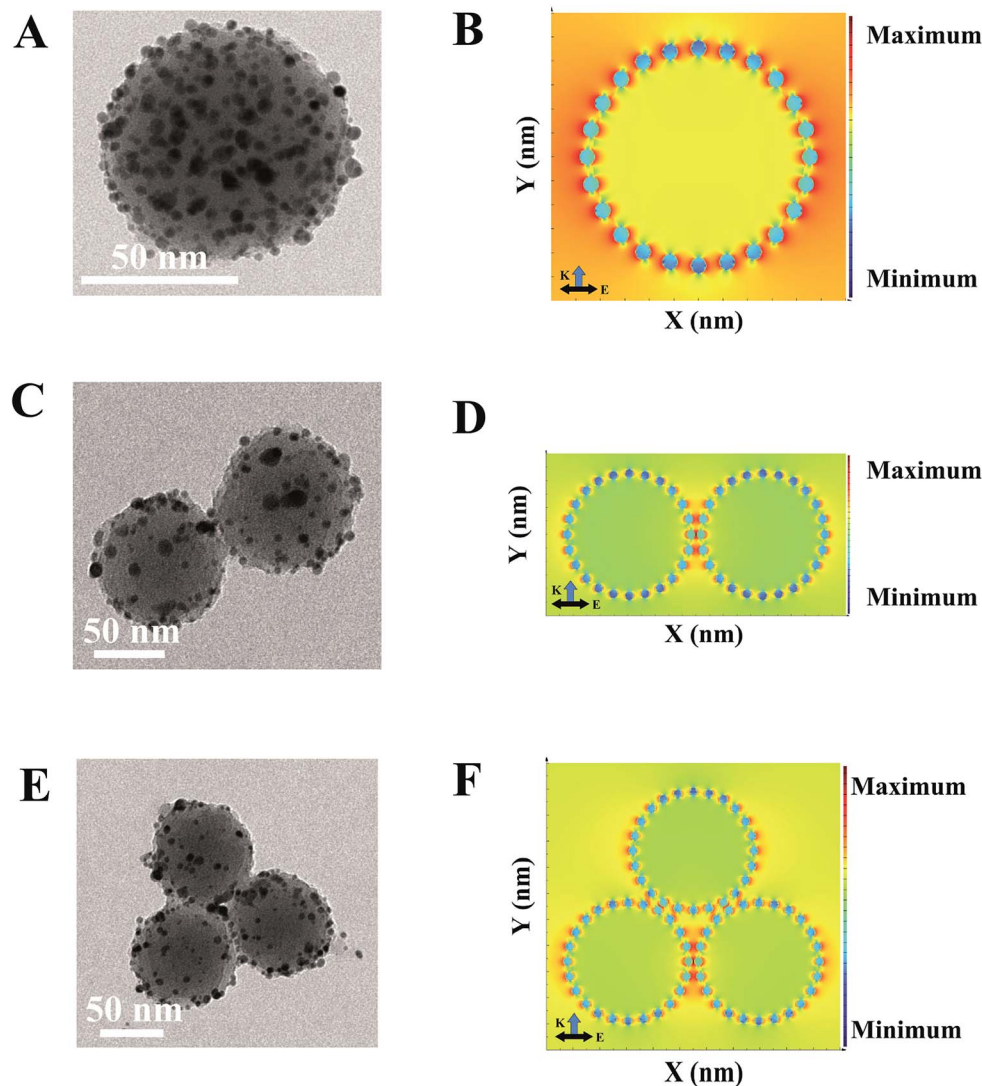 A
50 nm
B
Maximum
Y (nm)
Minimum
K
E
X (nm)
C
50 nm
D
Maximum
Y (nm)
Minimum
K
E
X (nm)
E
50 nm
F
Maximum
Y (nm)
Minimum
K
E
X (nm)